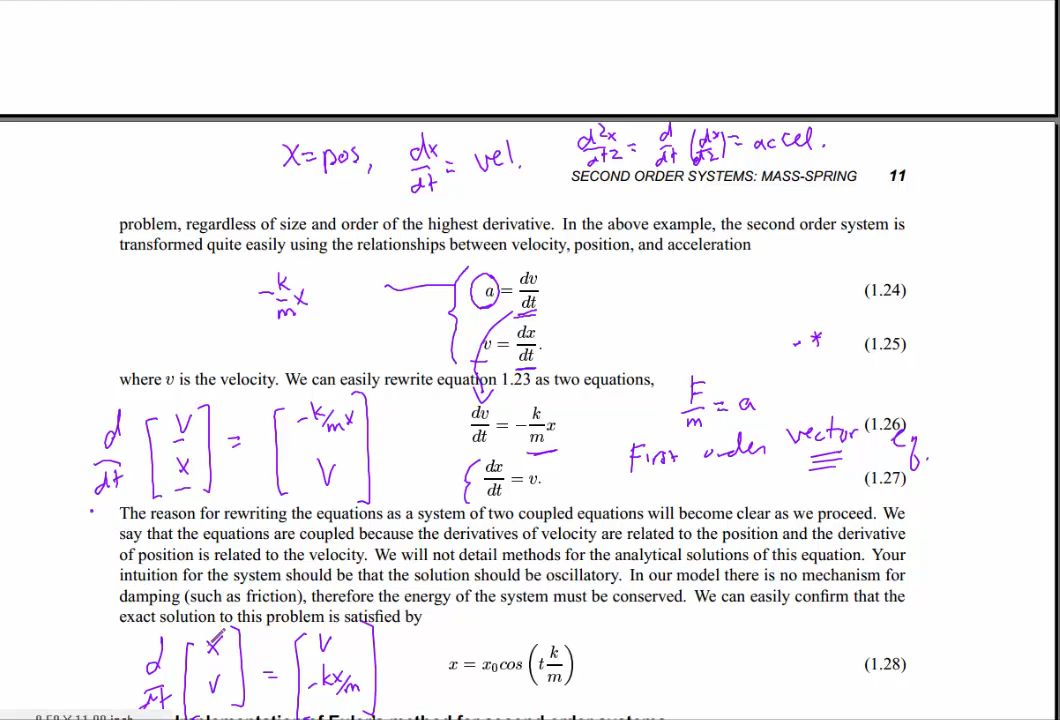 x = pos, dx/dt = vel. d2x/dt2 = d/dt (dx/d2) = accel.
SECOND ORDER SYSTEMS: MASS-SPRING 11
problem, regardless of size and order of the highest derivative. In the above example, the second order system is
transformed quite easily using the relationships between velocity, position, and acceleration
-k/m x a = dv/dt (1.24)
v = dx/dt. - * (1.25)
where v is the velocity. We can easily rewrite equation 1.23 as two equations,
F/m = a
dv/dt = -k/m x (1.26)
First order vector eq.
d/dt [v x] = [-k/m x v]
dx/dt = v. (1.27)
The reason for rewriting the equations as a system of two coupled equations will become clear as we proceed. We
say that the equations are coupled because the derivatives of velocity are related to the position and the derivative
of position is related to the velocity. We will not detail methods for the analytical solutions of this equation. Your
intuition for the system should be that the solution should be oscillatory. In our model there is no mechanism for
damping (such as friction), therefore the energy of the system must be conserved. We can easily confirm that the
exact solution to this problem is satisfied by
d/dt [x v] = [v -kx/m]
x = x0cos (t k/m) (1.28)
of Euler's method for second order systems